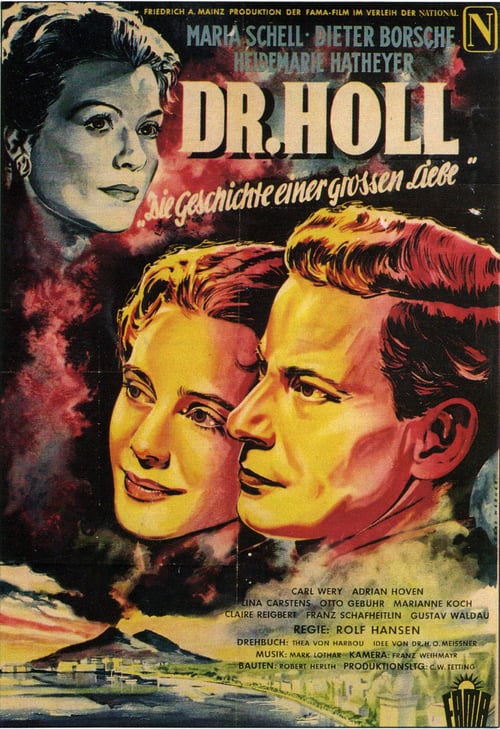 FRIEDRICH A. MAINZ PRODUKTION DER FAMA-FILM IM VERLEIH DER NATIONAL
N
MARIA SCHELL · DIETER BORSCHE
HEIDEMARIE HATHEYER
DR. HOLL
„Die Geschichte einer grossen Liebe"
CARL WERY ADRIAN HOVEN
LINA CARSTENS OTTO GEBÜHR MARIANNE KOCH
CLAIRE REIGBERT FRANZ SCHAFHEITLIN GUSTAV WALDAU
REGIE: ROLF HANSEN
DREHBUCH: THEA VON HARBOU IDEE VON DR. H. O. MEISSNER
MUSIK: MARK LOTHAR KAMERA: FRANZ WEIHMAYR
BAUTEN: ROBERT HERLTH PRODUKTIONSLTG: C.W. TETTING
FAMA